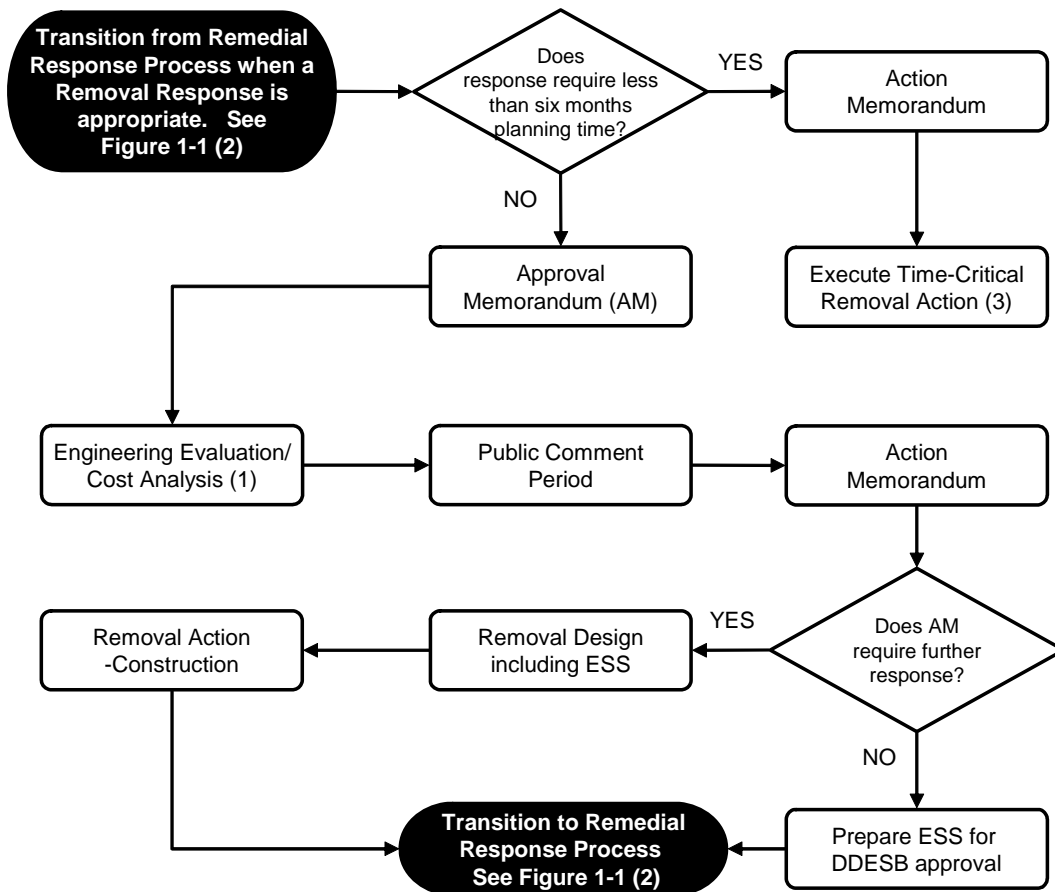 Transition from Remedial
Response Process when a
Removal Response is
appropriate. See
Figure 1-1 (2)
Does
response require less
than six months
planning time?
YES
Action
Memorandum
NO
Approval
Memorandum (AM)
Execute Time-Critical
Removal Action (3)
Engineering Evaluation/
Cost Analysis (1)
Public Comment
Period
Action
Memorandum
Removal Action
-Construction
Removal Design
including ESS
YES
Does AM
require further
response?
NO
Transition to Remedial
Response Process
See Figure 1-1 (2)
Prepare ESS for
DDESB approval